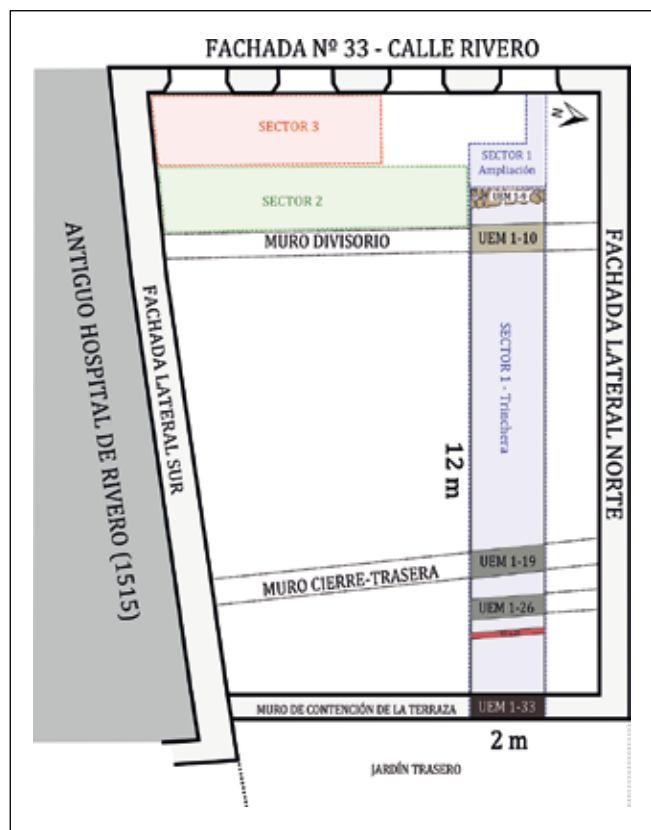 FACHADA Nº 33 - CALLE RIVERO
N
SECTOR 3
SECTOR 1
Ampliación
SECTOR 2
UEM 1-9
MURO DIVISORIO
UEM 1-10
ANTIGUO HOSPITAL DE RIVERO (1515)
FACHADA LATERAL SUR
SECTOR 1 - Trinchera
FACHADA LATERAL NORTE
12 m
UEM 1-19
MURO CIERRE-TRASERA
UEM 1-26
MURO DE CONTENCIÓN DE LA TERRAZA
UEM 1-33
2 m
JARDÍN TRASERO